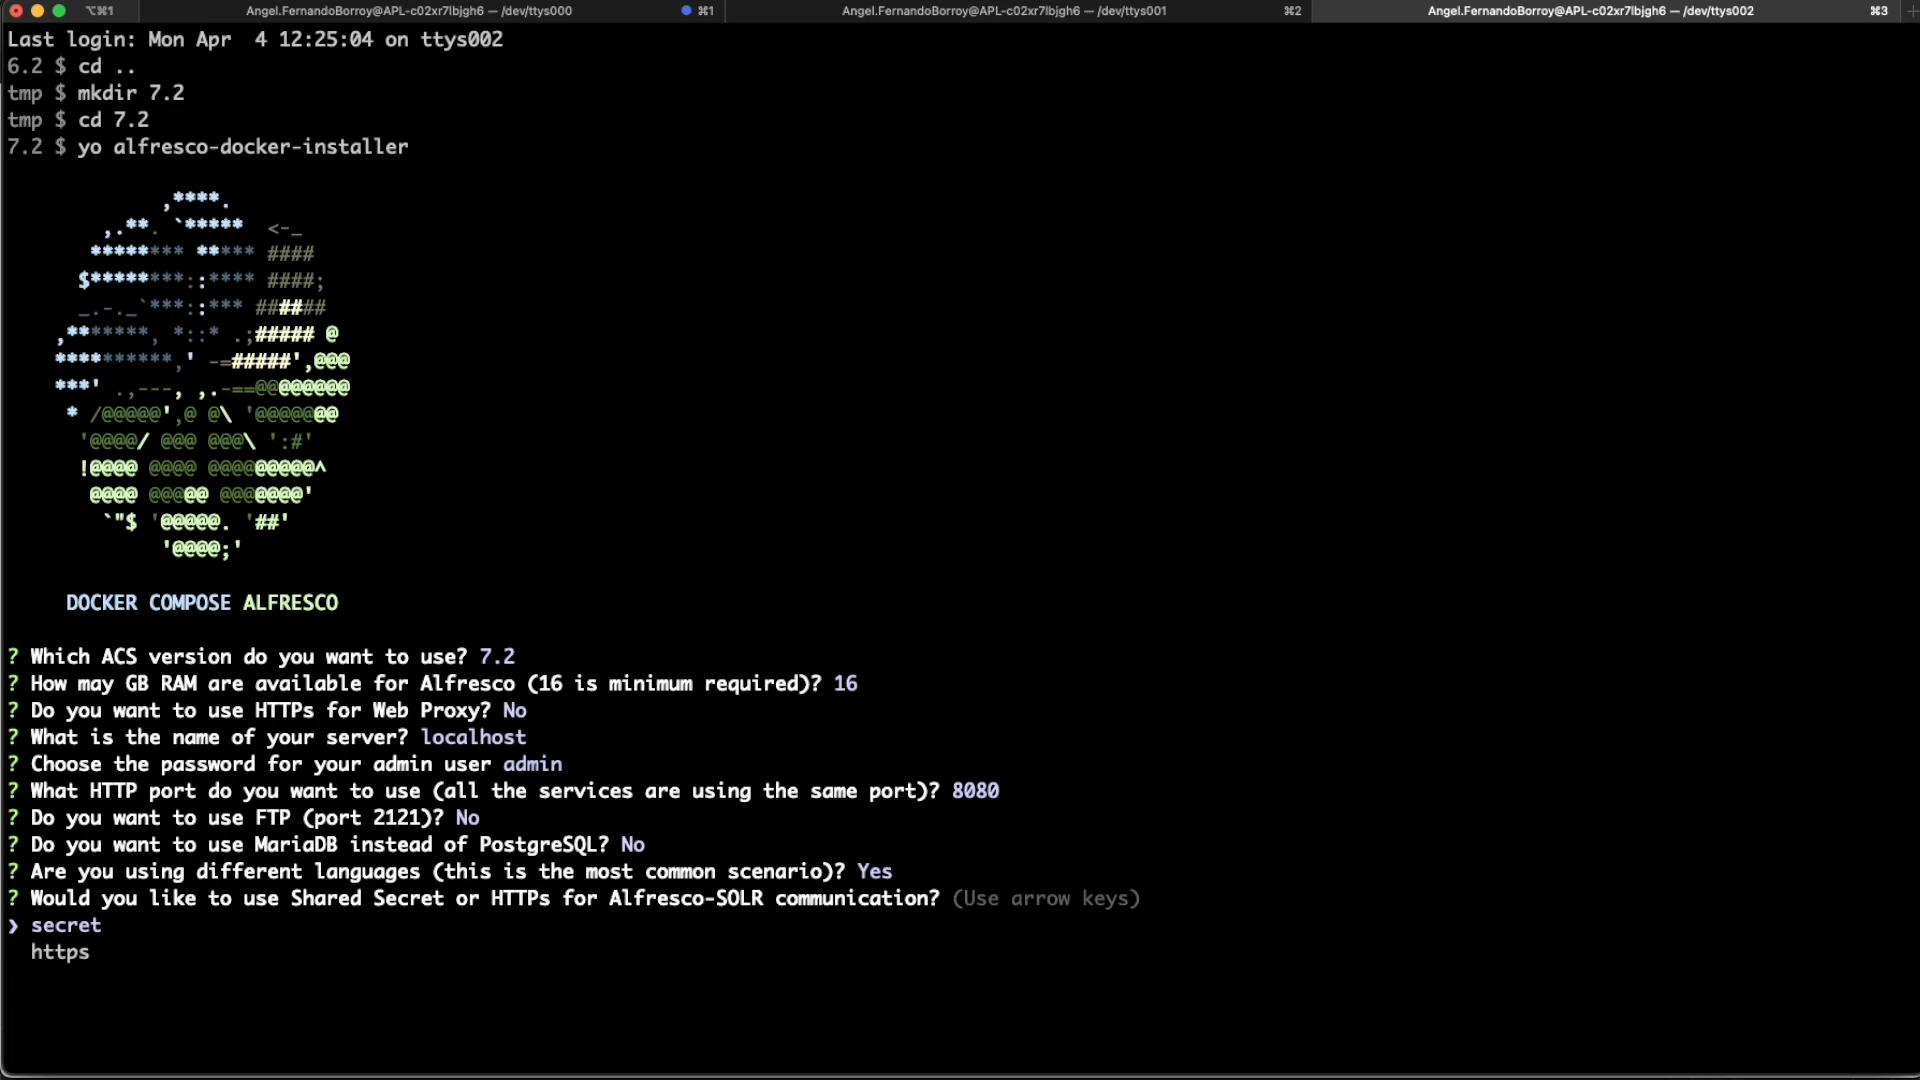 ⌥⌘1 Angel.FernandoBorroy@APL-c02xr7lbjgh6 — /dev/ttys000 ⌘1 Angel.FernandoBorroy@APL-c02xr7lbjgh6 — /dev/ttys001 ⌘2 Angel.FernandoBorroy@APL-c02xr7lbjgh6 — /dev/ttys002 ⌘3
Last login: Mon Apr  4 12:25:04 on ttys002
6.2 $ cd ..
tmp $ mkdir 7.2
tmp $ cd 7.2
7.2 $ yo alfresco-docker-installer
,****.
,.**. `***** <-_
******** ***** ####
$********::**** ####;
_.-._`***::*** ######
,*******, *::* .;##### @
**********,' -=#####',@@@
***' .,---, ,.-==@@@@@@@@
* /@@@@@',@ @\ '@@@@@@@
'@@@@/ @@@ @@@\ ':#'
!@@@@ @@@@ @@@@@@@@@^
@@@@ @@@@@ @@@@@@@'
`"$ '@@@@@. '##'
'@@@@;'
DOCKER COMPOSE ALFRESCO
? Which ACS version do you want to use? 7.2
? How may GB RAM are available for Alfresco (16 is minimum required)? 16
? Do you want to use HTTPs for Web Proxy? No
? What is the name of your server? localhost
? Choose the password for your admin user admin
? What HTTP port do you want to use (all the services are using the same port)? 8080
? Do you want to use FTP (port 2121)? No
? Do you want to use MariaDB instead of PostgreSQL? No
? Are you using different languages (this is the most common scenario)? Yes
? Would you like to use Shared Secret or HTTPs for Alfresco-SOLR communication? (Use arrow keys)
❯ secret
https